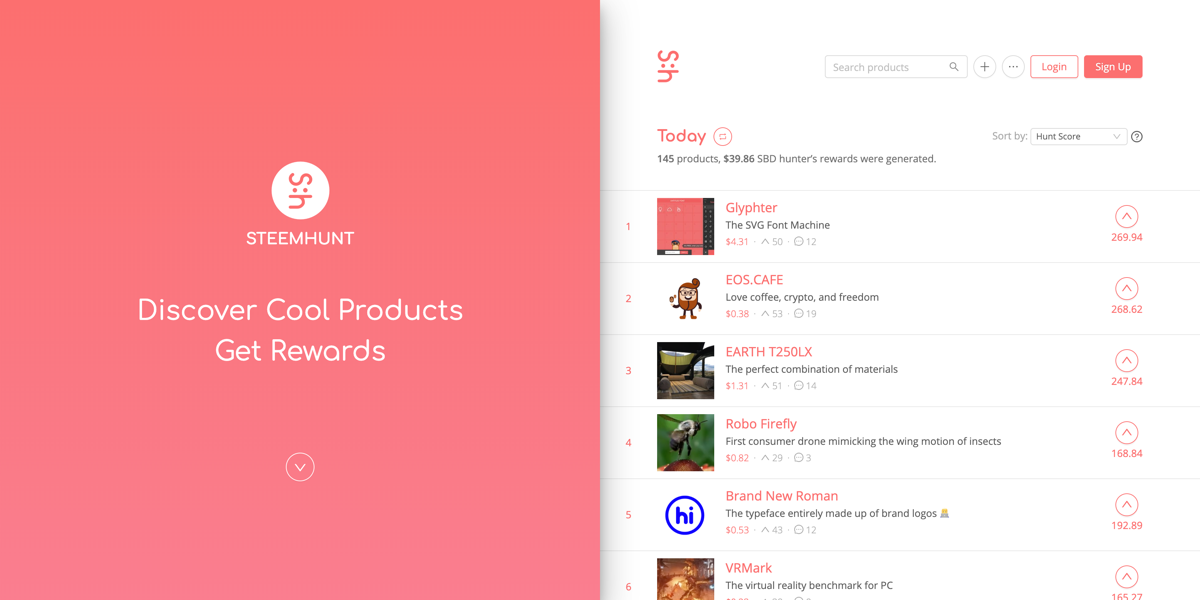 S:h
STEEMHUNT
Discover Cool Products
Get Rewards
S:h
Search products
Login
Sign Up
Today
Sort by: Hunt Score
145 products, $39.86 SBD hunter's rewards were generated.
1
Glyphter
The SVG Font Machine
$4.31 · 50 · 12
269.94
2
EOS.CAFE
Love coffee, crypto, and freedom
$0.38 · 53 · 19
268.62
3
EARTH T250LX
The perfect combination of materials
$1.31 · 51 · 14
247.84
4
Robo Firefly
First consumer drone mimicking the wing motion of insects
$0.82 · 29 · 3
168.84
5
hi
Brand New Roman
The typeface entirely made up of brand logos
$0.53 · 43 · 12
192.89
6
VRMark
The virtual reality benchmark for PC
165.27